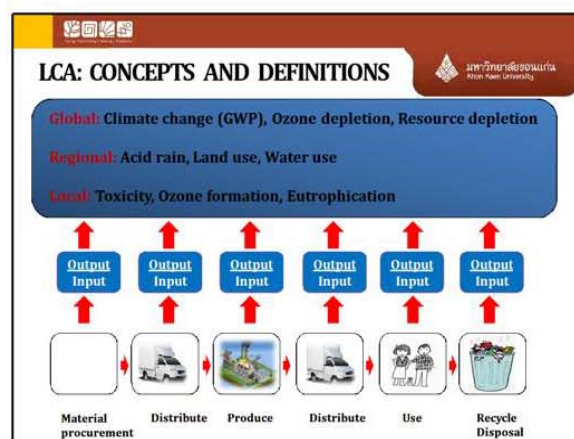 มหาวิทยาลัยขอนแก่น
Khon Kaen University
LCA: CONCEPTS AND DEFINITIONS
Global: Climate change (GWP), Ozone depletion, Resource depletion
Regional: Acid rain, Land use, Water use
Local: Toxicity, Ozone formation, Eutrophication
Output Output Output Output Output Output
Input Input Input Input Input Input
Material Distribute Produce Distribute Use Recycle
procurement Disposal